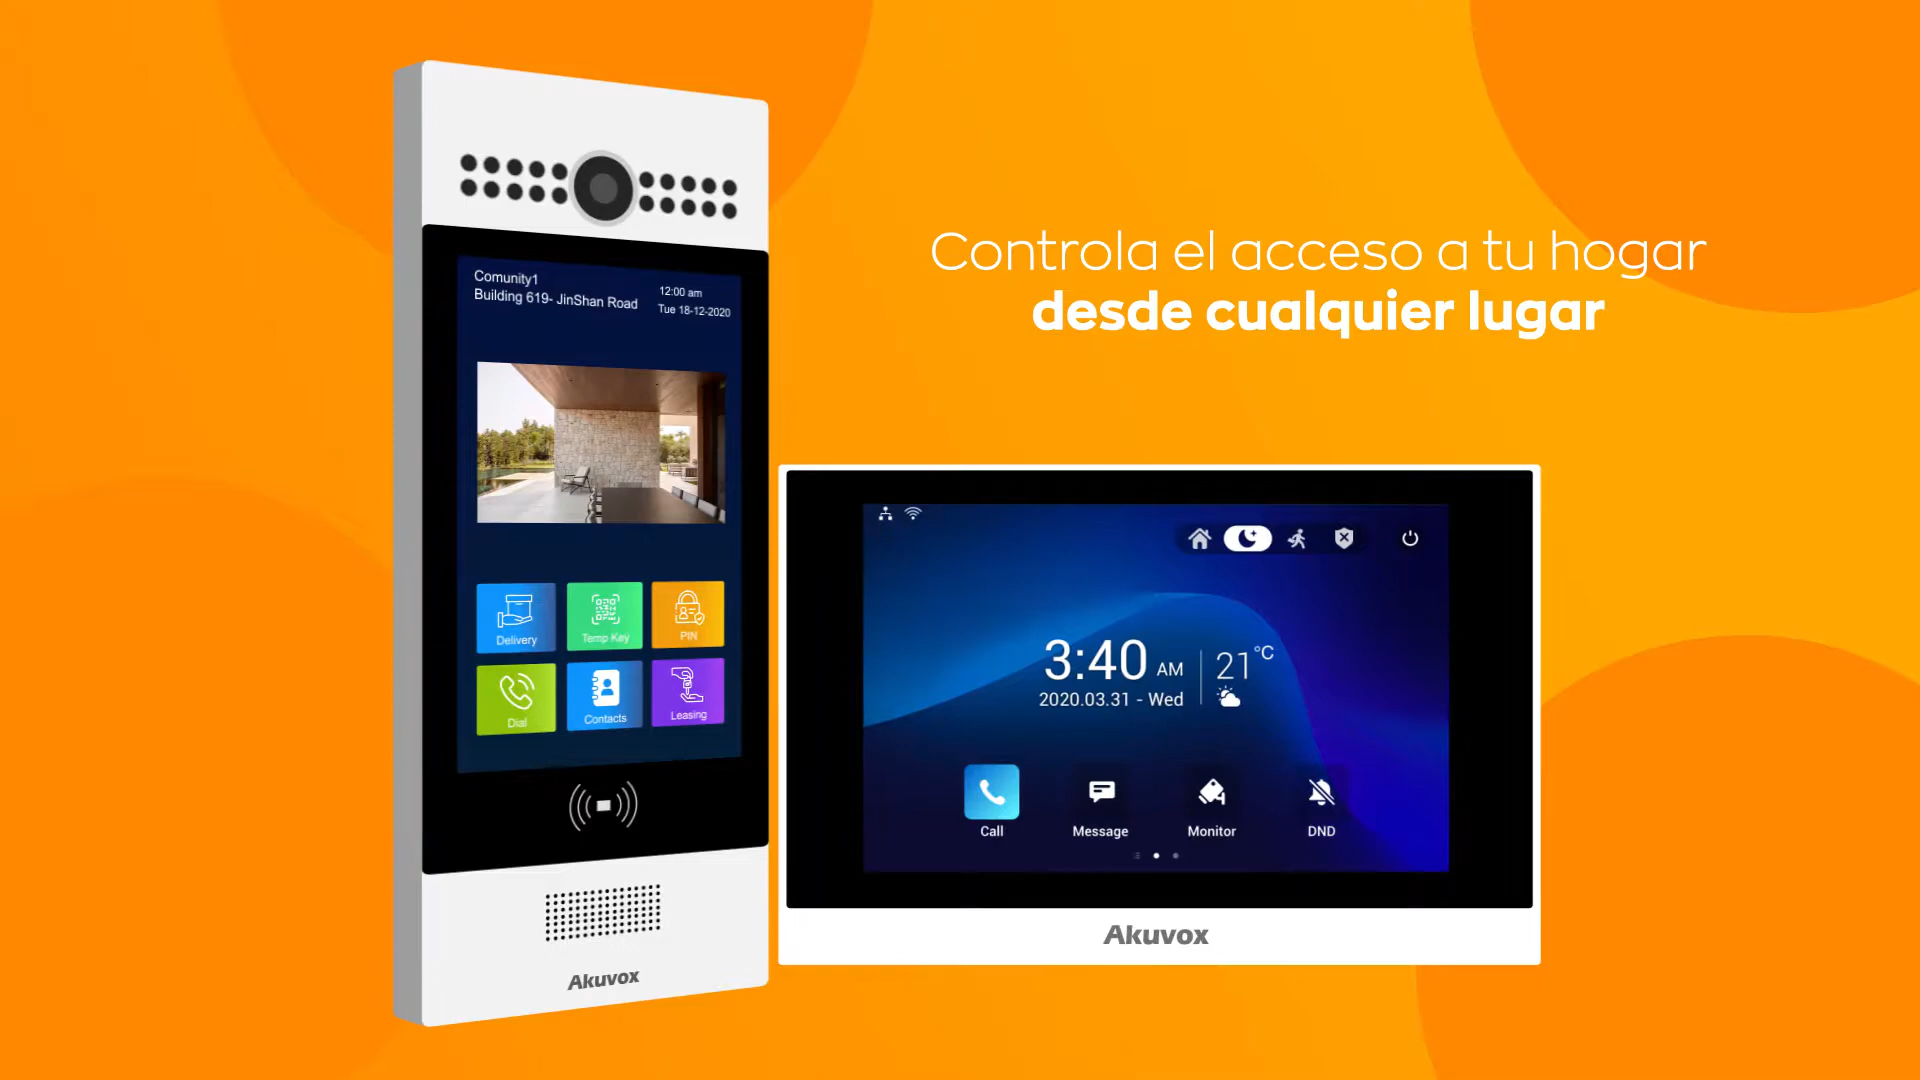 Controla el acceso a tu hogar
desde cualquier lugar
Comunity1
Building 619- JinShan Road
12:00 am
Tue 18-12-2020
Delivery
Temp Key
PIN
Dial
Contacts
Leasing
Akuvox
3:40 AM
2020.03.31 - Wed
21°C
Call
Message
Monitor
DND
Akuvox